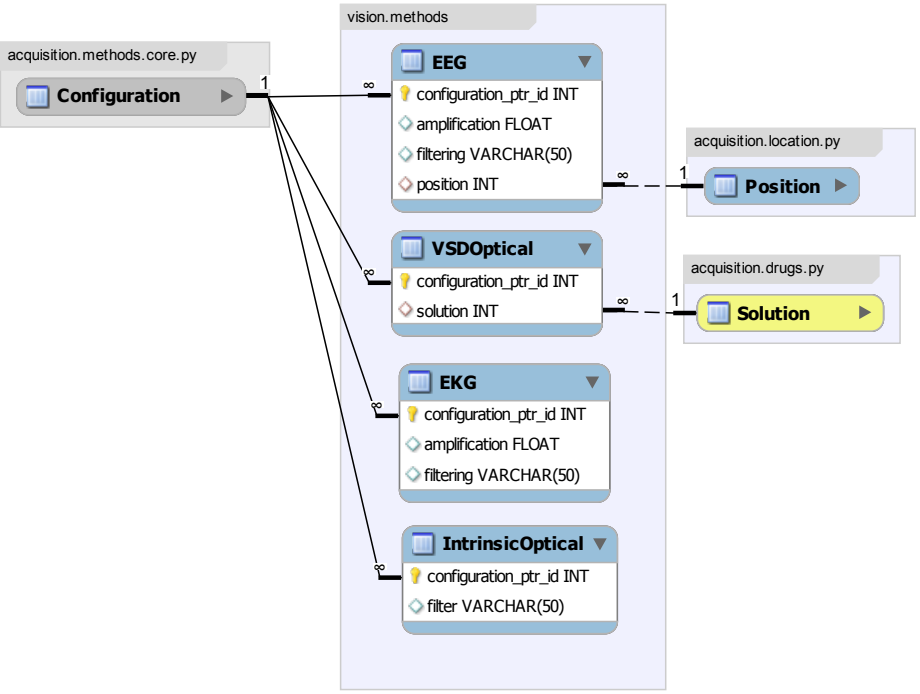 vision.methods
acquisition.methods.core.py
Configuration
1
∞
EEG
configuration_ptr_id INT
amplification FLOAT
filtering VARCHAR(50)
position INT
∞
1
acquisition.location.py
Position
∞
VSDOptical
configuration_ptr_id INT
solution INT
∞
1
acquisition.drugs.py
Solution
∞
EKG
configuration_ptr_id INT
amplification FLOAT
filtering VARCHAR(50)
∞
IntrinsicOptical
configuration_ptr_id INT
filter VARCHAR(50)